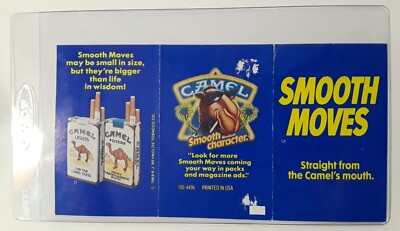 Smooth Moves
may be small in size,
but they're bigger
than life
in wisdom!
CAMEL
LIGHTS
CAMEL
FILTERS
CAMEL
Smooth
character.
"Look for more
Smooth Moves coming
your way in packs
and magazine ads."
PRINTED IN USA
SMOOTH
MOVES
Straight from
the Camel's mouth.